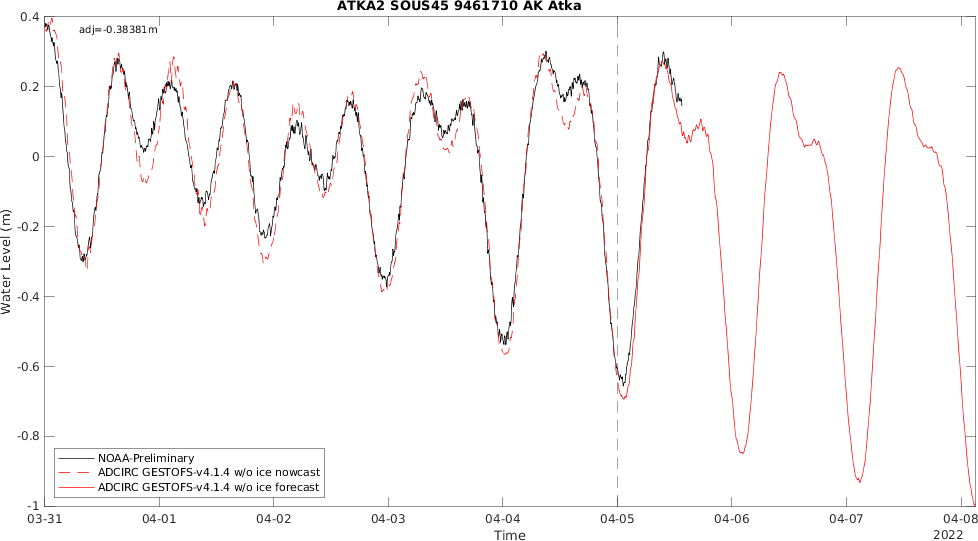 ATKA2 SOUS45 9461710 AK Atka
adj=-0.38381m
0.4
0.2
0
-0.2
-0.4
-0.6
-0.8
-1
Water Level (m)
NOAA-Preliminary
ADCIRC GESTOFS-v4.1.4 w/o ice nowcast
ADCIRC GESTOFS-v4.1.4 w/o ice forecast
03-31 04-01 04-02 04-03 04-04 04-05 04-06 04-07 04-08
Time
2022